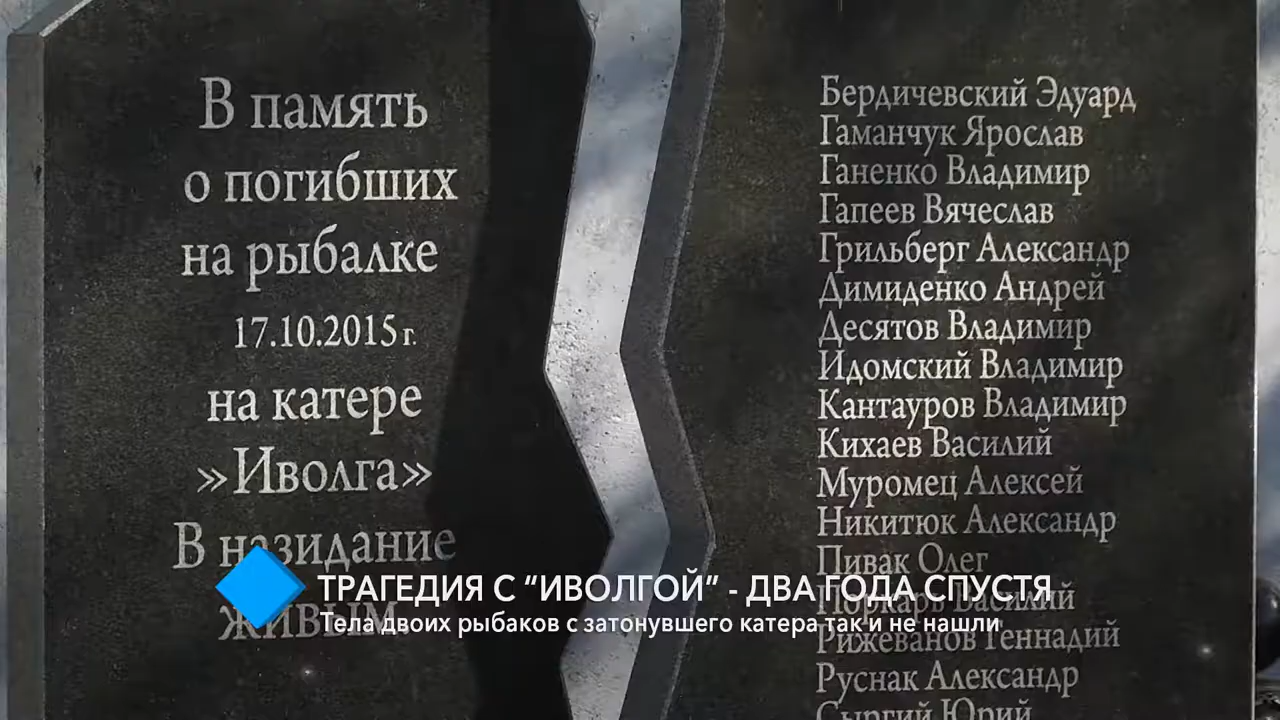 В память
о погибших
на рыбалке
17.10.2015 г.
на катере
»Иволга»
В назидание
живым.
Бердичевский Эдуард
Гаманчук Ярослав
Ганенко Владимир
Гапеев Вячеслав
Грильберг Александр
Димиденко Андрей
Десятов Владимир
Идомский Владимир
Кантауров Владимир
Кихаев Василий
Муромец Алексей
Никитюк Александр
Пивак Олег
Поркарь Василий
Рижеванов Геннадий
Руснак Александр
Сыргий Юрий
ТРАГЕДИЯ С “ИВОЛГОЙ” - ДВА ГОДА СПУСТЯ
Тела двоих рыбаков с затонувшего катера так и не нашли